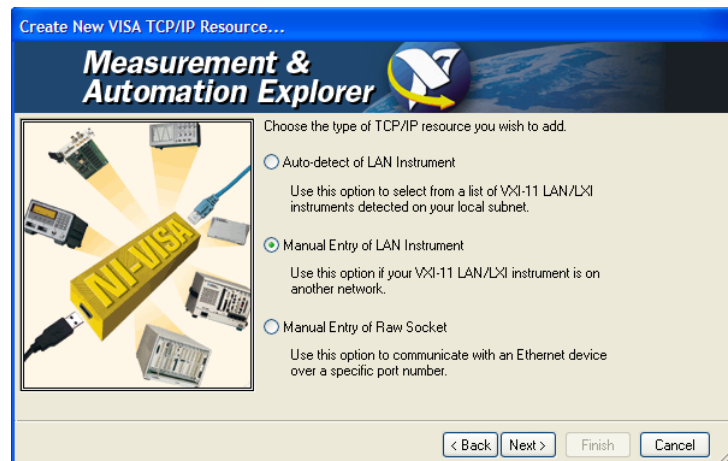 Create New VISA TCP/IP Resource...
Measurement &
Automation Explorer
Choose the type of TCP/IP resource you wish to add.
Auto-detect of LAN Instrument
Use this option to select from a list of VXI-11 LAN/LXI
instruments detected on your local subnet.
Manual Entry of LAN Instrument
Use this option if your VXI-11 LAN/LXI instrument is on
another network.
Manual Entry of Raw Socket
Use this option to communicate with an Ethernet device
over a specific port number.
NI-VISA
< Back
Next >
Finish
Cancel